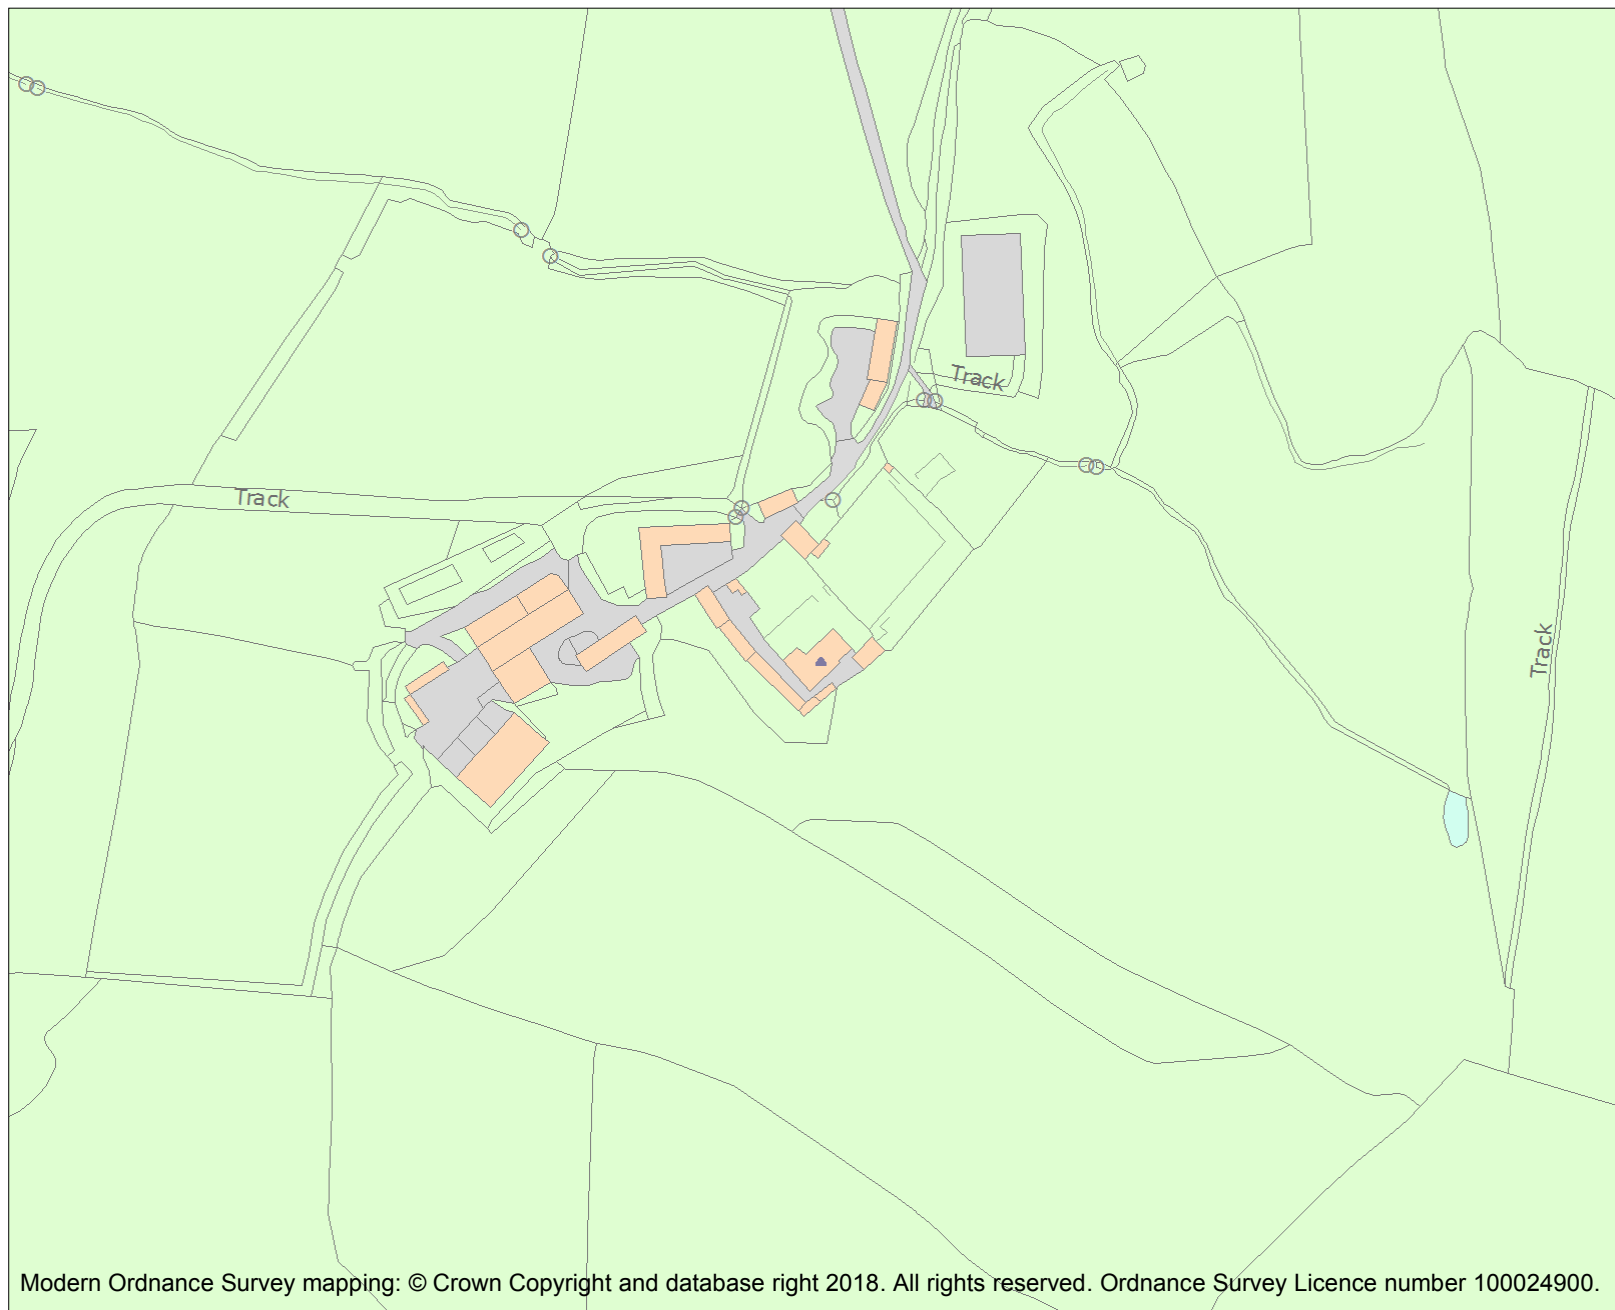 Track
Track
Track
Modern Ordnance Survey mapping: © Crown Copyright and database right 2018. All rights reserved. Ordnance Survey Licence number 100024900.